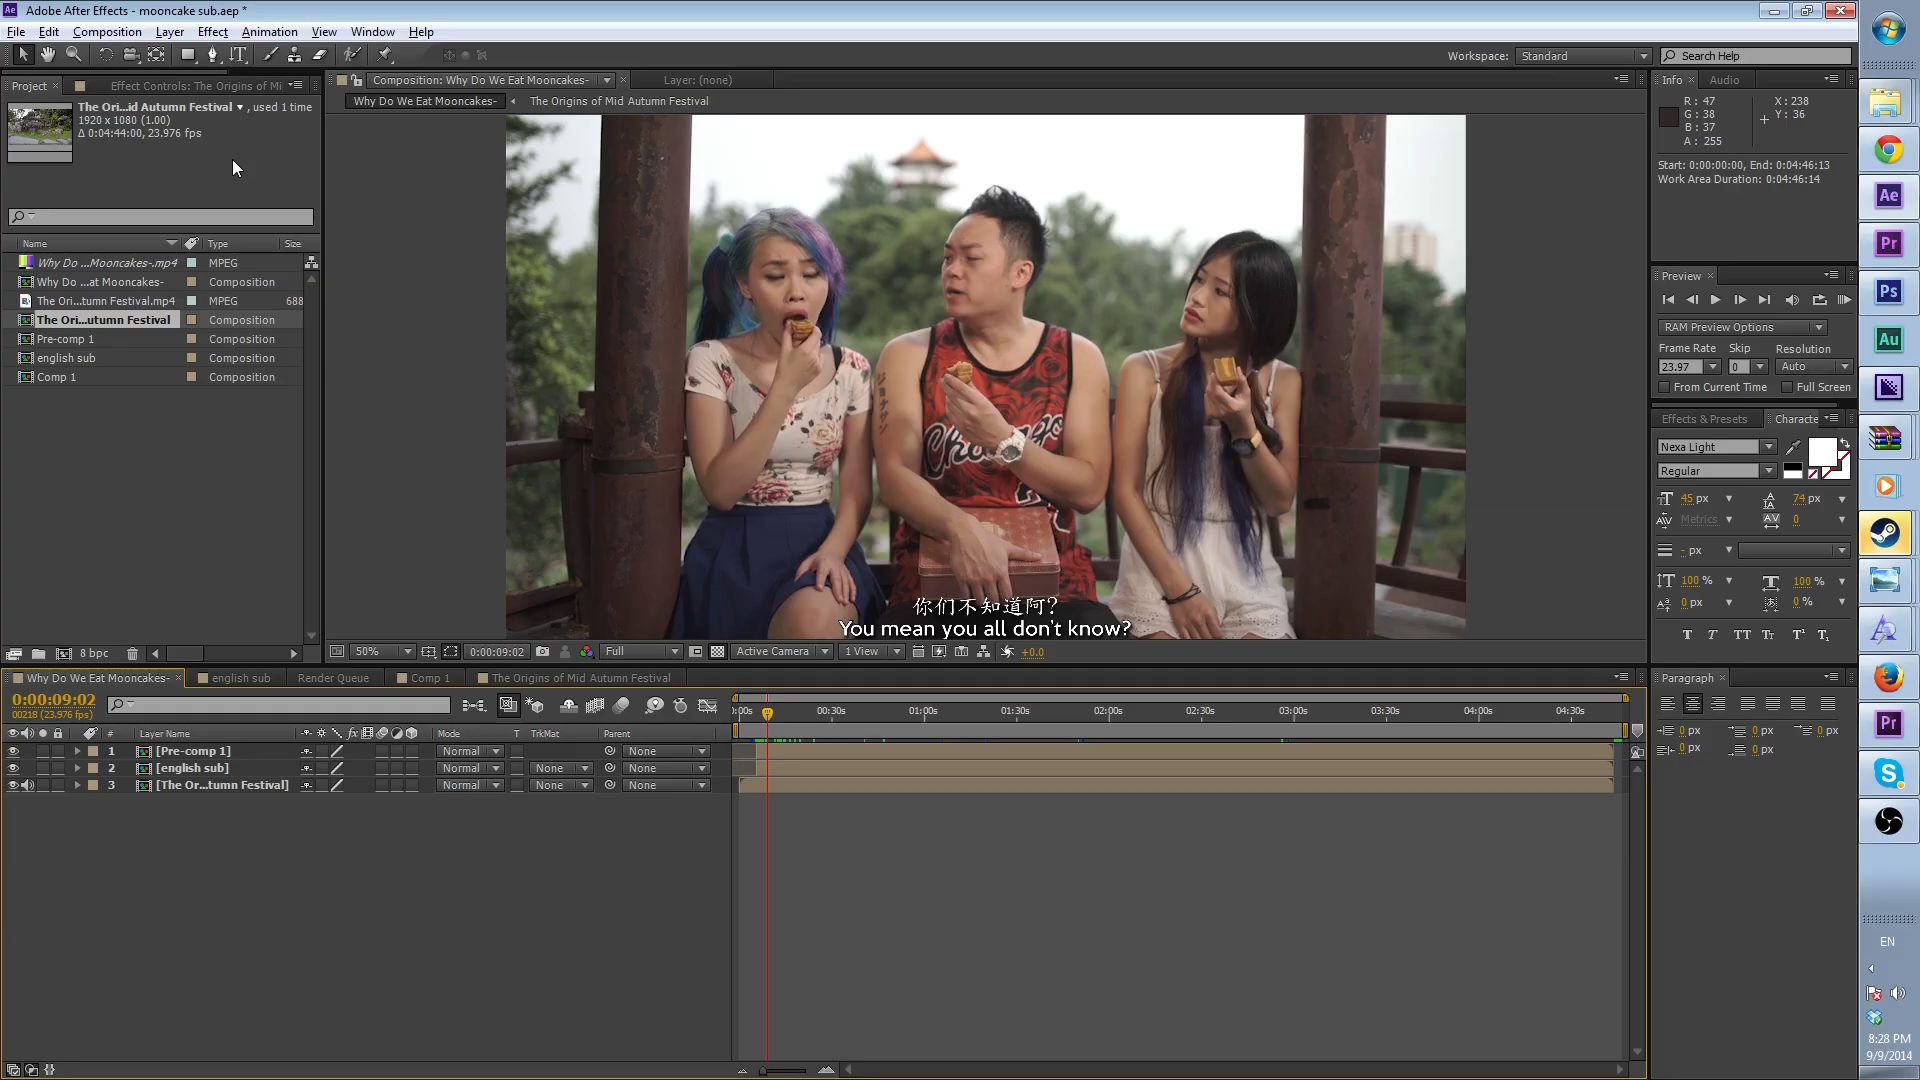 Adobe After Effects - mooncake sub.aep *
File Edit Composition Layer Effect Animation View Window Help
Workspace: Standard Search Help
Project Effect Controls: The Origins of Mi
The Ori...id Autumn Festival , used 1 time
1920 x 1080 (1.00)
Δ 0:04:44:00, 23.976 fps
Name Type Size
Why Do ...Mooncakes-.mp4 MPEG
Why Do ...at Mooncakes- Composition
The Ori...tumn Festival.mp4 MPEG 688
The Ori...utumn Festival Composition
Pre-comp 1 Composition
english sub Composition
Comp 1 Composition
8 bpc
Composition: Why Do We Eat Mooncakes- Layer: (none)
Why Do We Eat Mooncakes- The Origins of Mid Autumn Festival
你们不知道阿?
You mean you all don't know?
50% 0:00:09:02 Full Active Camera 1 View +0.0
Info Audio
R: 47 X: 238
G: 38 Y: 36
B: 37
A: 255
Start: 0:00:00:00, End: 0:04:46:13
Work Area Duration: 0:04:46:14
Preview
RAM Preview Options
Frame Rate Skip Resolution
23.97 0 Auto
From Current Time Full Screen
Effects & Presets Characte
Nexa Light
Regular
45 px 74 px
Metrics 0
- px
100 % 100 %
0 px 0 %
Paragraph
0 px 0 px 0 px
0 px 0 px
Why Do We Eat Mooncakes- english sub Render Queue Comp 1 The Origins of Mid Autumn Festival
0:00:09:02
00218 (23.976 fps)
# Layer Name Mode T TrkMat Parent
1 [Pre-comp 1] Normal None
2 [english sub] Normal None None
3 [The Or...tumn Festival] Normal None None
:00s 00:30s 01:00s 01:30s 02:00s 02:30s 03:00s 03:30s 04:00s 04:30s
Ae
Pr
Ps
Au
Pr
EN
8:28 PM
9/9/2014